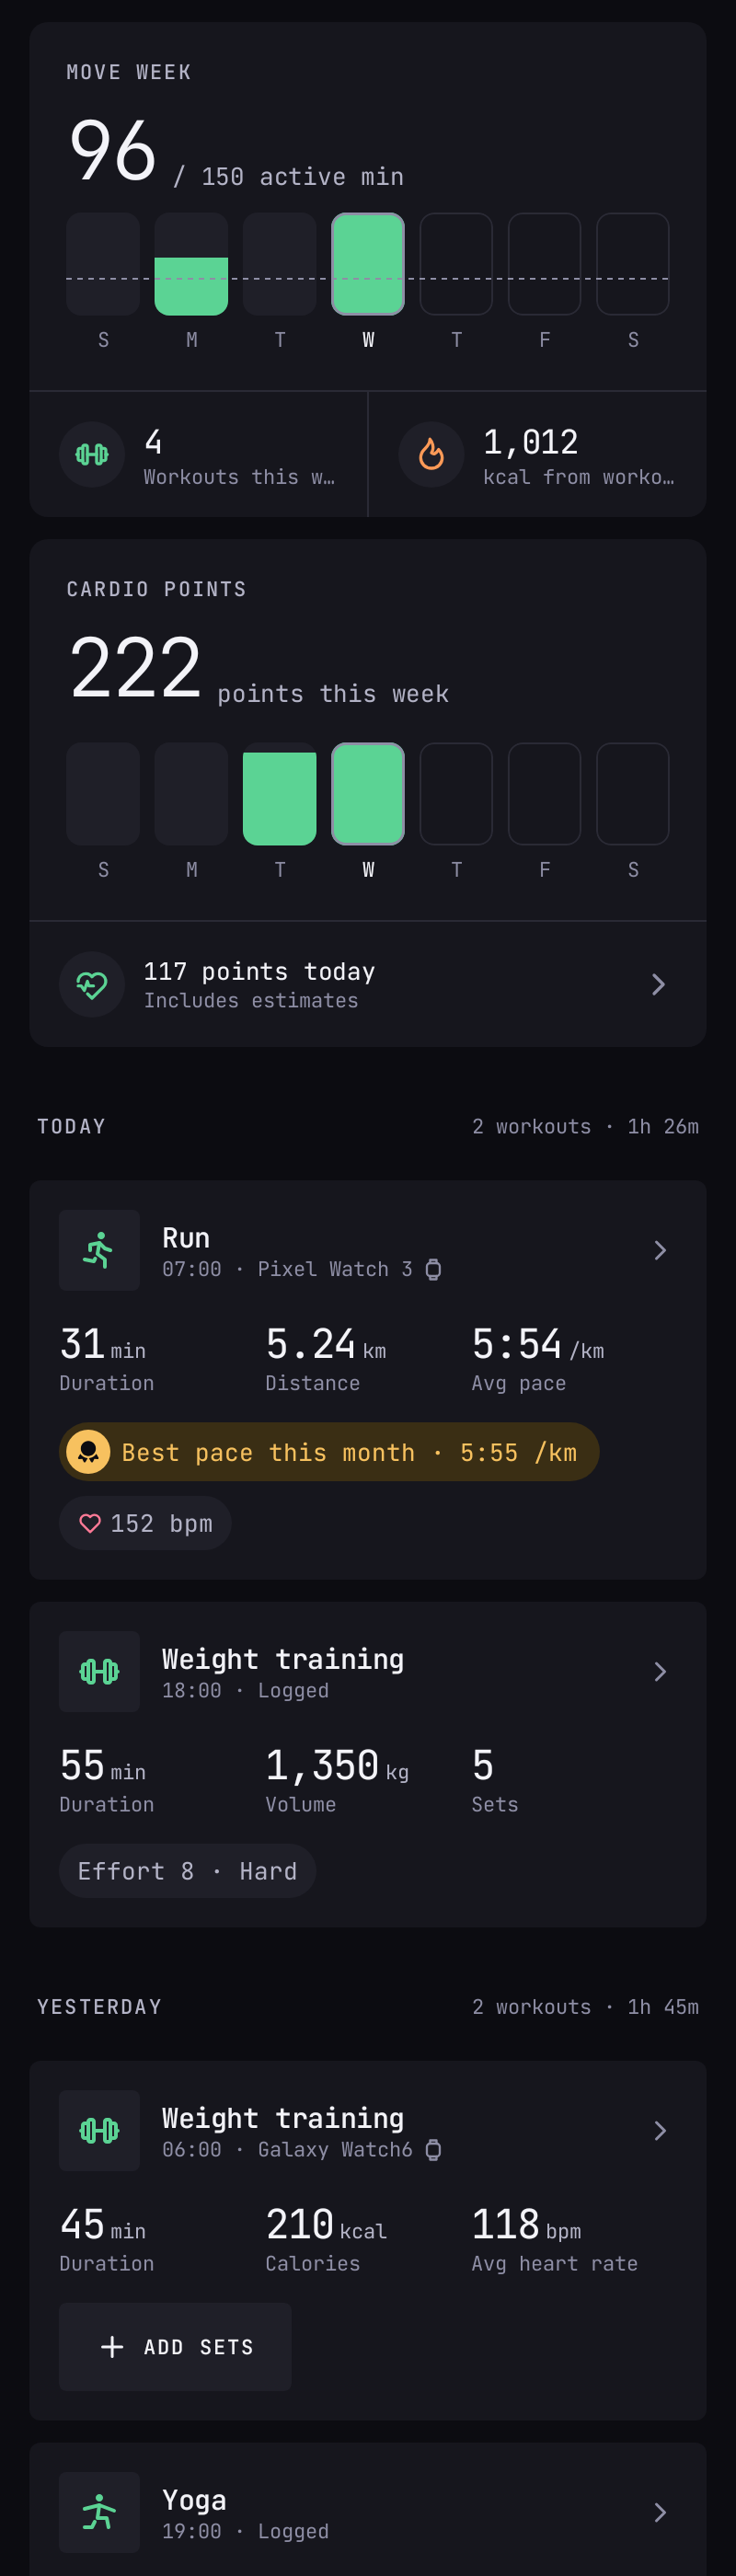 MOVE WEEK
96 / 150 active min
S M T W T F S
4
Workouts this w…
1,012
kcal from worko…
CARDIO POINTS
222 points this week
S M T W T F S
117 points today
Includes estimates
TODAY
2 workouts · 1h 26m
Run
07:00 · Pixel Watch 3
31 min 5.24 km 5:54 /km
Duration Distance Avg pace
Best pace this month · 5:55 /km
152 bpm
Weight training
18:00 · Logged
55 min 1,350 kg 5
Duration Volume Sets
Effort 8 · Hard
YESTERDAY
2 workouts · 1h 45m
Weight training
06:00 · Galaxy Watch6
45 min 210 kcal 118 bpm
Duration Calories Avg heart rate
ADD SETS
Yoga
19:00 · Logged